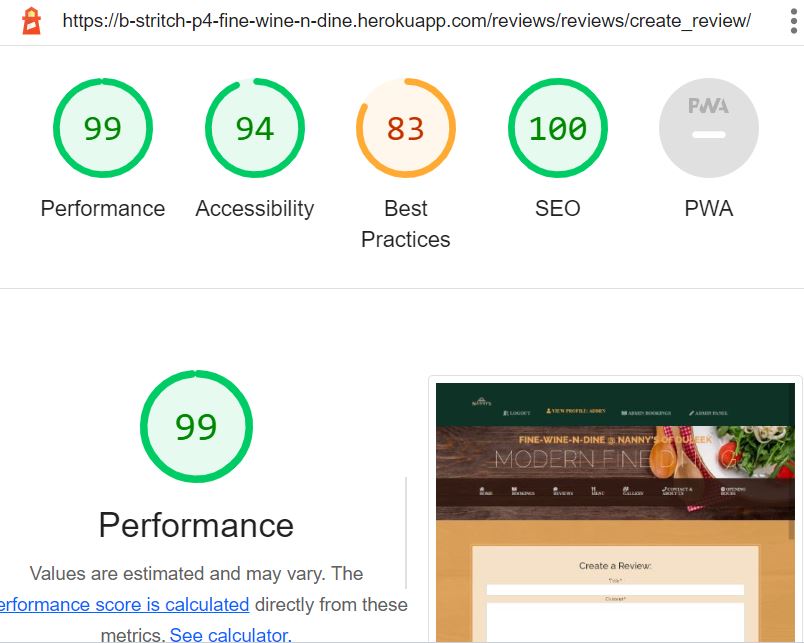 https://b-stritch-p4-fine-wine-n-dine.herokuapp.com/reviews/reviews/create_review/
99 94 83 100 PWA
Performance Accessibility Best Practices SEO PWA
99
Performance
Values are estimated and may vary. The
erformance score is calculated directly from these
metrics. See calculator.
NANNY'S
LOGOUT VIEW PROFILE: ADMIN ADMIN BOOKINGS ADMIN PANEL
FINE-WINE-N-DINE @ NANNY'S OF DULEEK
MODERN FINE DINING
HOME BOOKINGS REVIEWS MENU GALLERY CONTACT & ABOUT US OPENING HOURS
Create a Review:
Title*